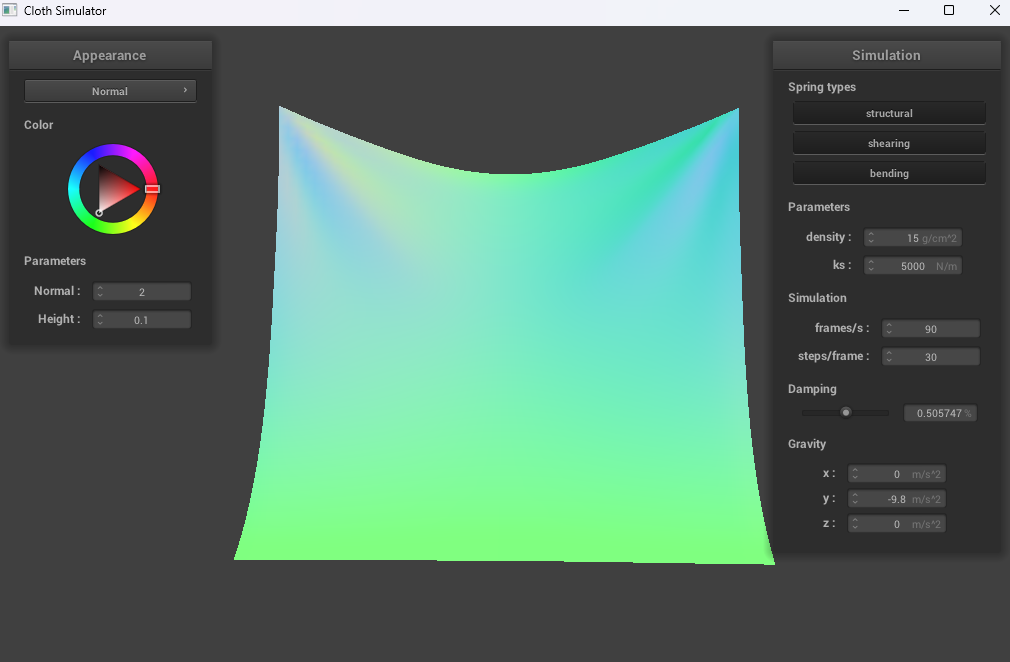 Cloth Simulator
Appearance
Normal
Color
Parameters
Normal :
2
Height :
0.1
Simulation
Spring types
structural
shearing
bending
Parameters
density :
15 g/cm^2
ks :
5000 N/m
Simulation
frames/s :
90
steps/frame :
30
Damping
0.505747 %
Gravity
x :
0 m/s^2
y :
-9.8 m/s^2
z :
0 m/s^2